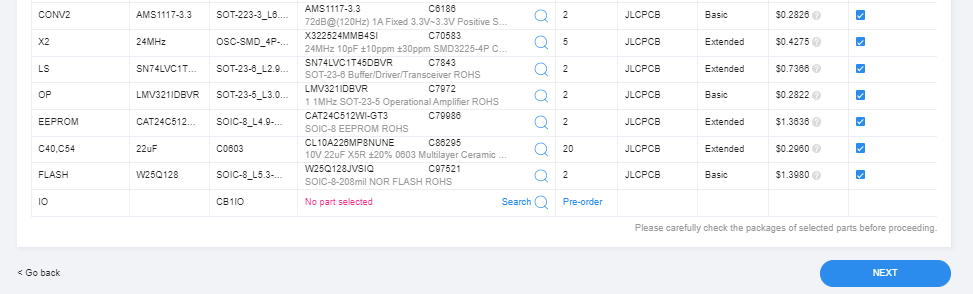 CONV2 AMS1117-3.3 SOT-223-3_L6.... AMS1117-3.3 C6186 2 JLCPCB Basic $0.2826
72dB@(120Hz) 1A Fixed 3.3V~3.3V Positive S...
X2 24MHz OSC-SMD_4P-... X322524MMB4SI C70583 5 JLCPCB Extended $0.4275
24MHz 10pF ±10ppm ±30ppm SMD3225-4P C...
LS SN74LVC1T... SOT-23-6_L2.9... SN74LVC1T45DBVR C7843 2 JLCPCB Extended $0.7366
SOT-23-6 Buffer/Driver/Transceiver ROHS
OP LMV321IDBVR SOT-23-5_L3.0... LMV321IDBVR C7972 2 JLCPCB Basic $0.2822
1 1MHz SOT-23-5 Operational Amplifier ROHS
EEPROM CAT24C512... SOIC-8_L4.9-... CAT24C512WI-GT3 C79986 2 JLCPCB Extended $1.3636
SOIC-8 EEPROM ROHS
C40,C54 22uF C0603 CL10A226MP8NUNE C86295 20 JLCPCB Extended $0.2960
10V 22uF X5R ±20% 0603 Multilayer Ceramic ...
FLASH W25Q128 SOIC-8_L5.3-... W25Q128JVSIQ C97521 2 JLCPCB Basic $1.3980
SOIC-8-208mil NOR FLASH ROHS
IO CB1IO No part selected Search Pre-order
Please carefully check the packages of selected parts before proceeding.
< Go back NEXT